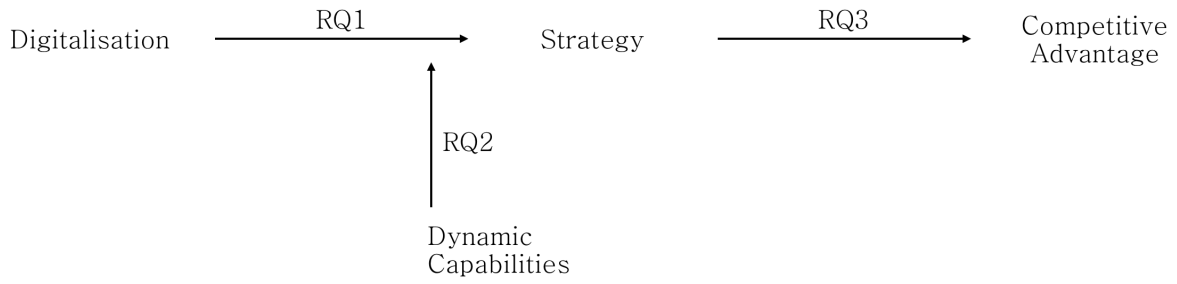 RQ1
RQ3
Digitalisation
Strategy
Competitive
Advantage
RQ2
Dynamic
Capabilities